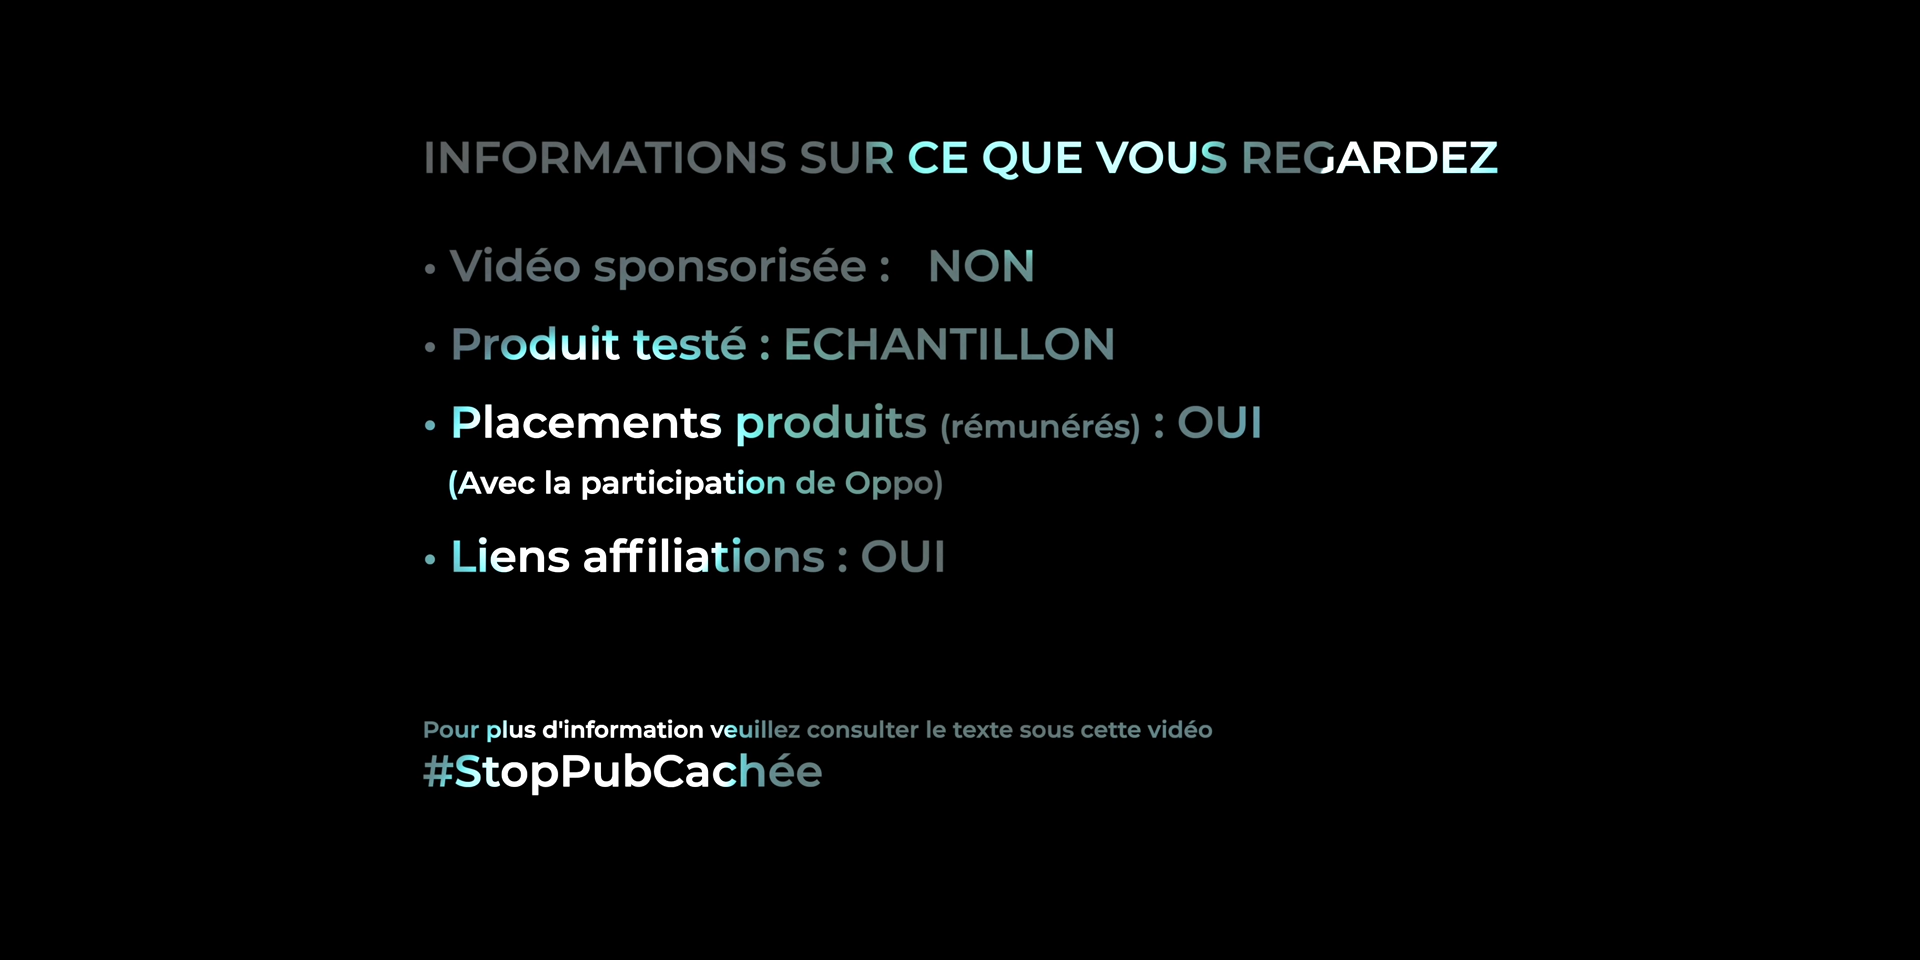 INFORMATIONS SUR CE QUE VOUS REGARDEZ
• Vidéo sponsorisée : NON
• Produit testé : ECHANTILLON
• Placements produits (rémunérés) : OUI
(Avec la participation de Oppo)
• Liens affiliations : OUI
Pour plus d'information veuillez consulter le texte sous cette vidéo
#StopPubCachée